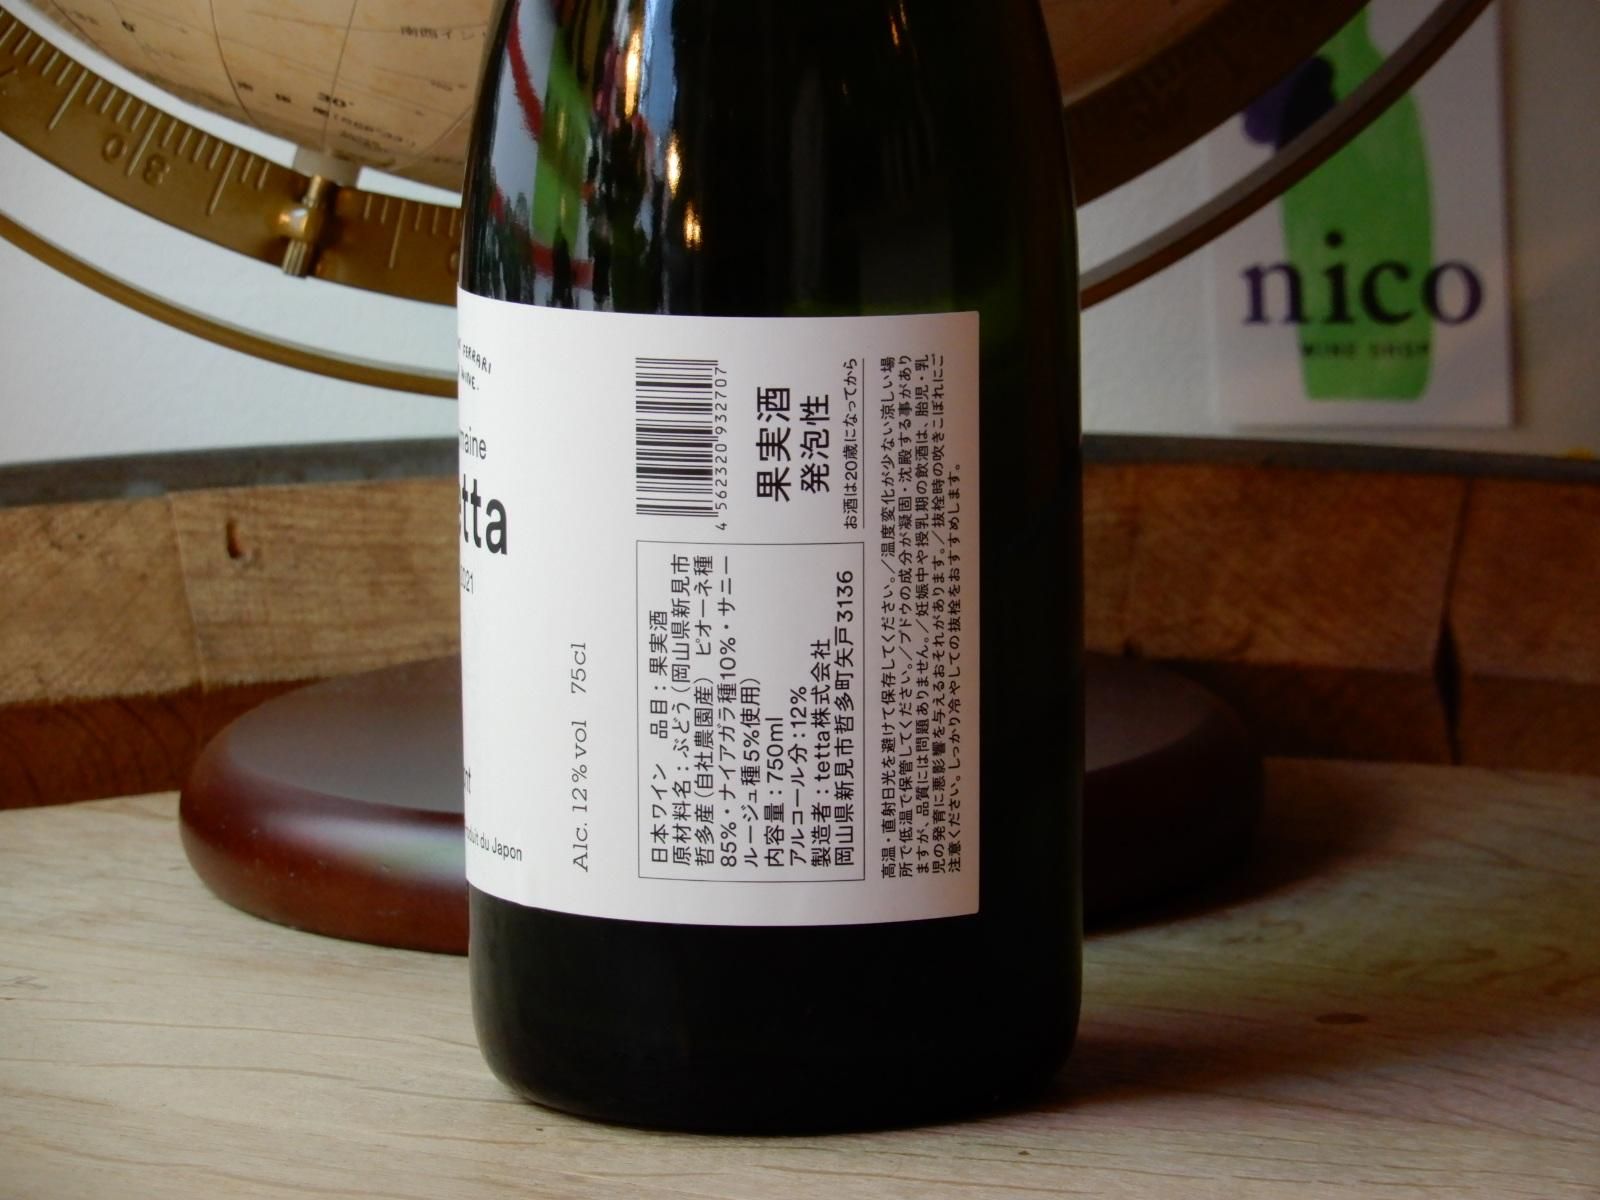 FERRARI
WINE.
maine
etta
2021
nt
oduit du Japon
Alc. 12% vol 75cl
4 562320 932707
果実酒
発泡性
お酒は20歳になってから
日本ワイン 品目：果実酒
原材料名：ぶどう（岡山県新見市
哲多産（自社農園産） ピオーネ種
85%・ナイアガラ種10%・サニー
ルージュ種5%使用）
内容量：750ml
アルコール分：12%
製造者：tetta株式会社
岡山県新見市哲多町矢戸3136
高温・直射日光を避けて保存してください。／温度変化が少ない涼しい場
所で低温で保管してください。／ブドウの成分が凝固・沈殿する事があり
ますが、品質には問題ありません。／妊娠中や授乳期の飲酒は、胎児・乳
児の発育に悪影響を与えるおそれがあります。／抜栓時の吹きこぼれにご
注意ください。しっかり冷やしての抜栓をおすすめします。
nico
WINE SHOP
30
20°